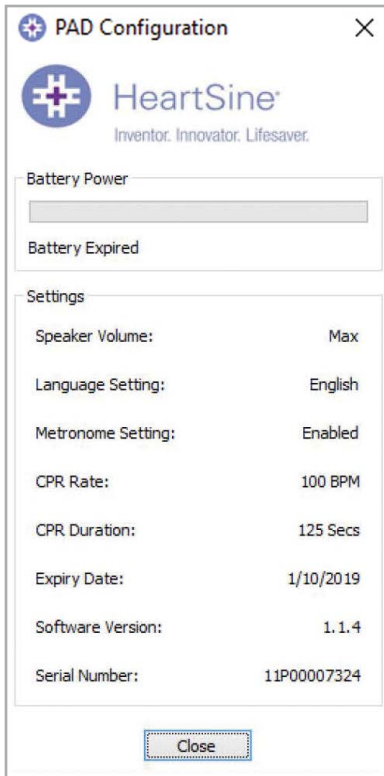 PAD Configuration
HeartSine
Inventor. Innovator. Lifesaver.
Battery Power
Battery Expired
Settings
Speaker Volume: Max
Language Setting: English
Metronome Setting: Enabled
CPR Rate: 100 BPM
CPR Duration: 125 Secs
Expiry Date: 1/10/2019
Software Version: 1.1.4
Serial Number: 11P00007324
Close